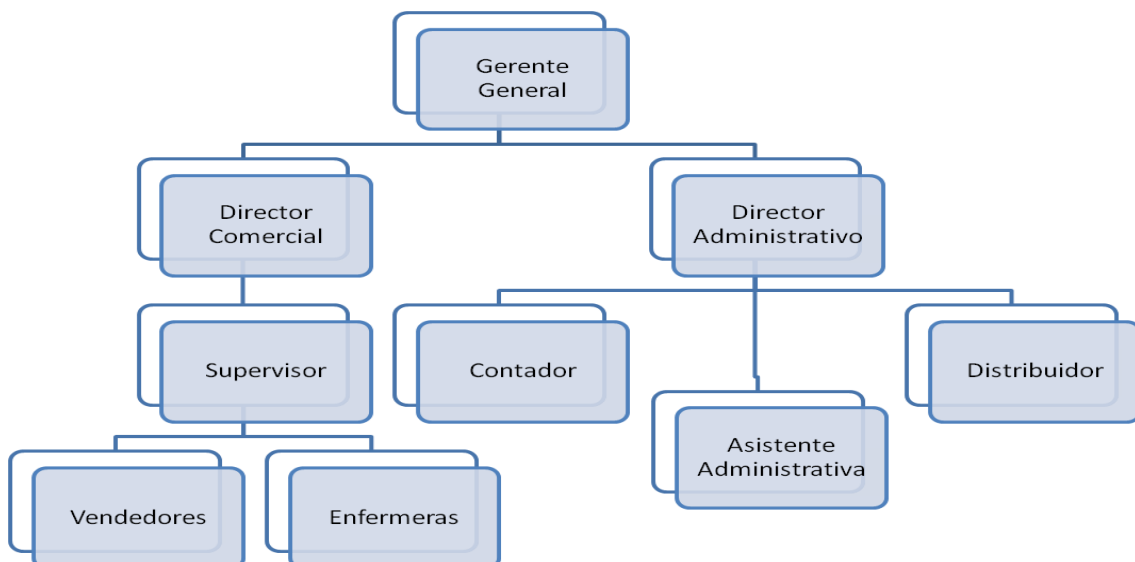 Gerente
General
Director
Comercial
Director
Administrativo
Supervisor
Contador
Distribuidor
Asistente
Administrativa
Vendedores
Enfermeras